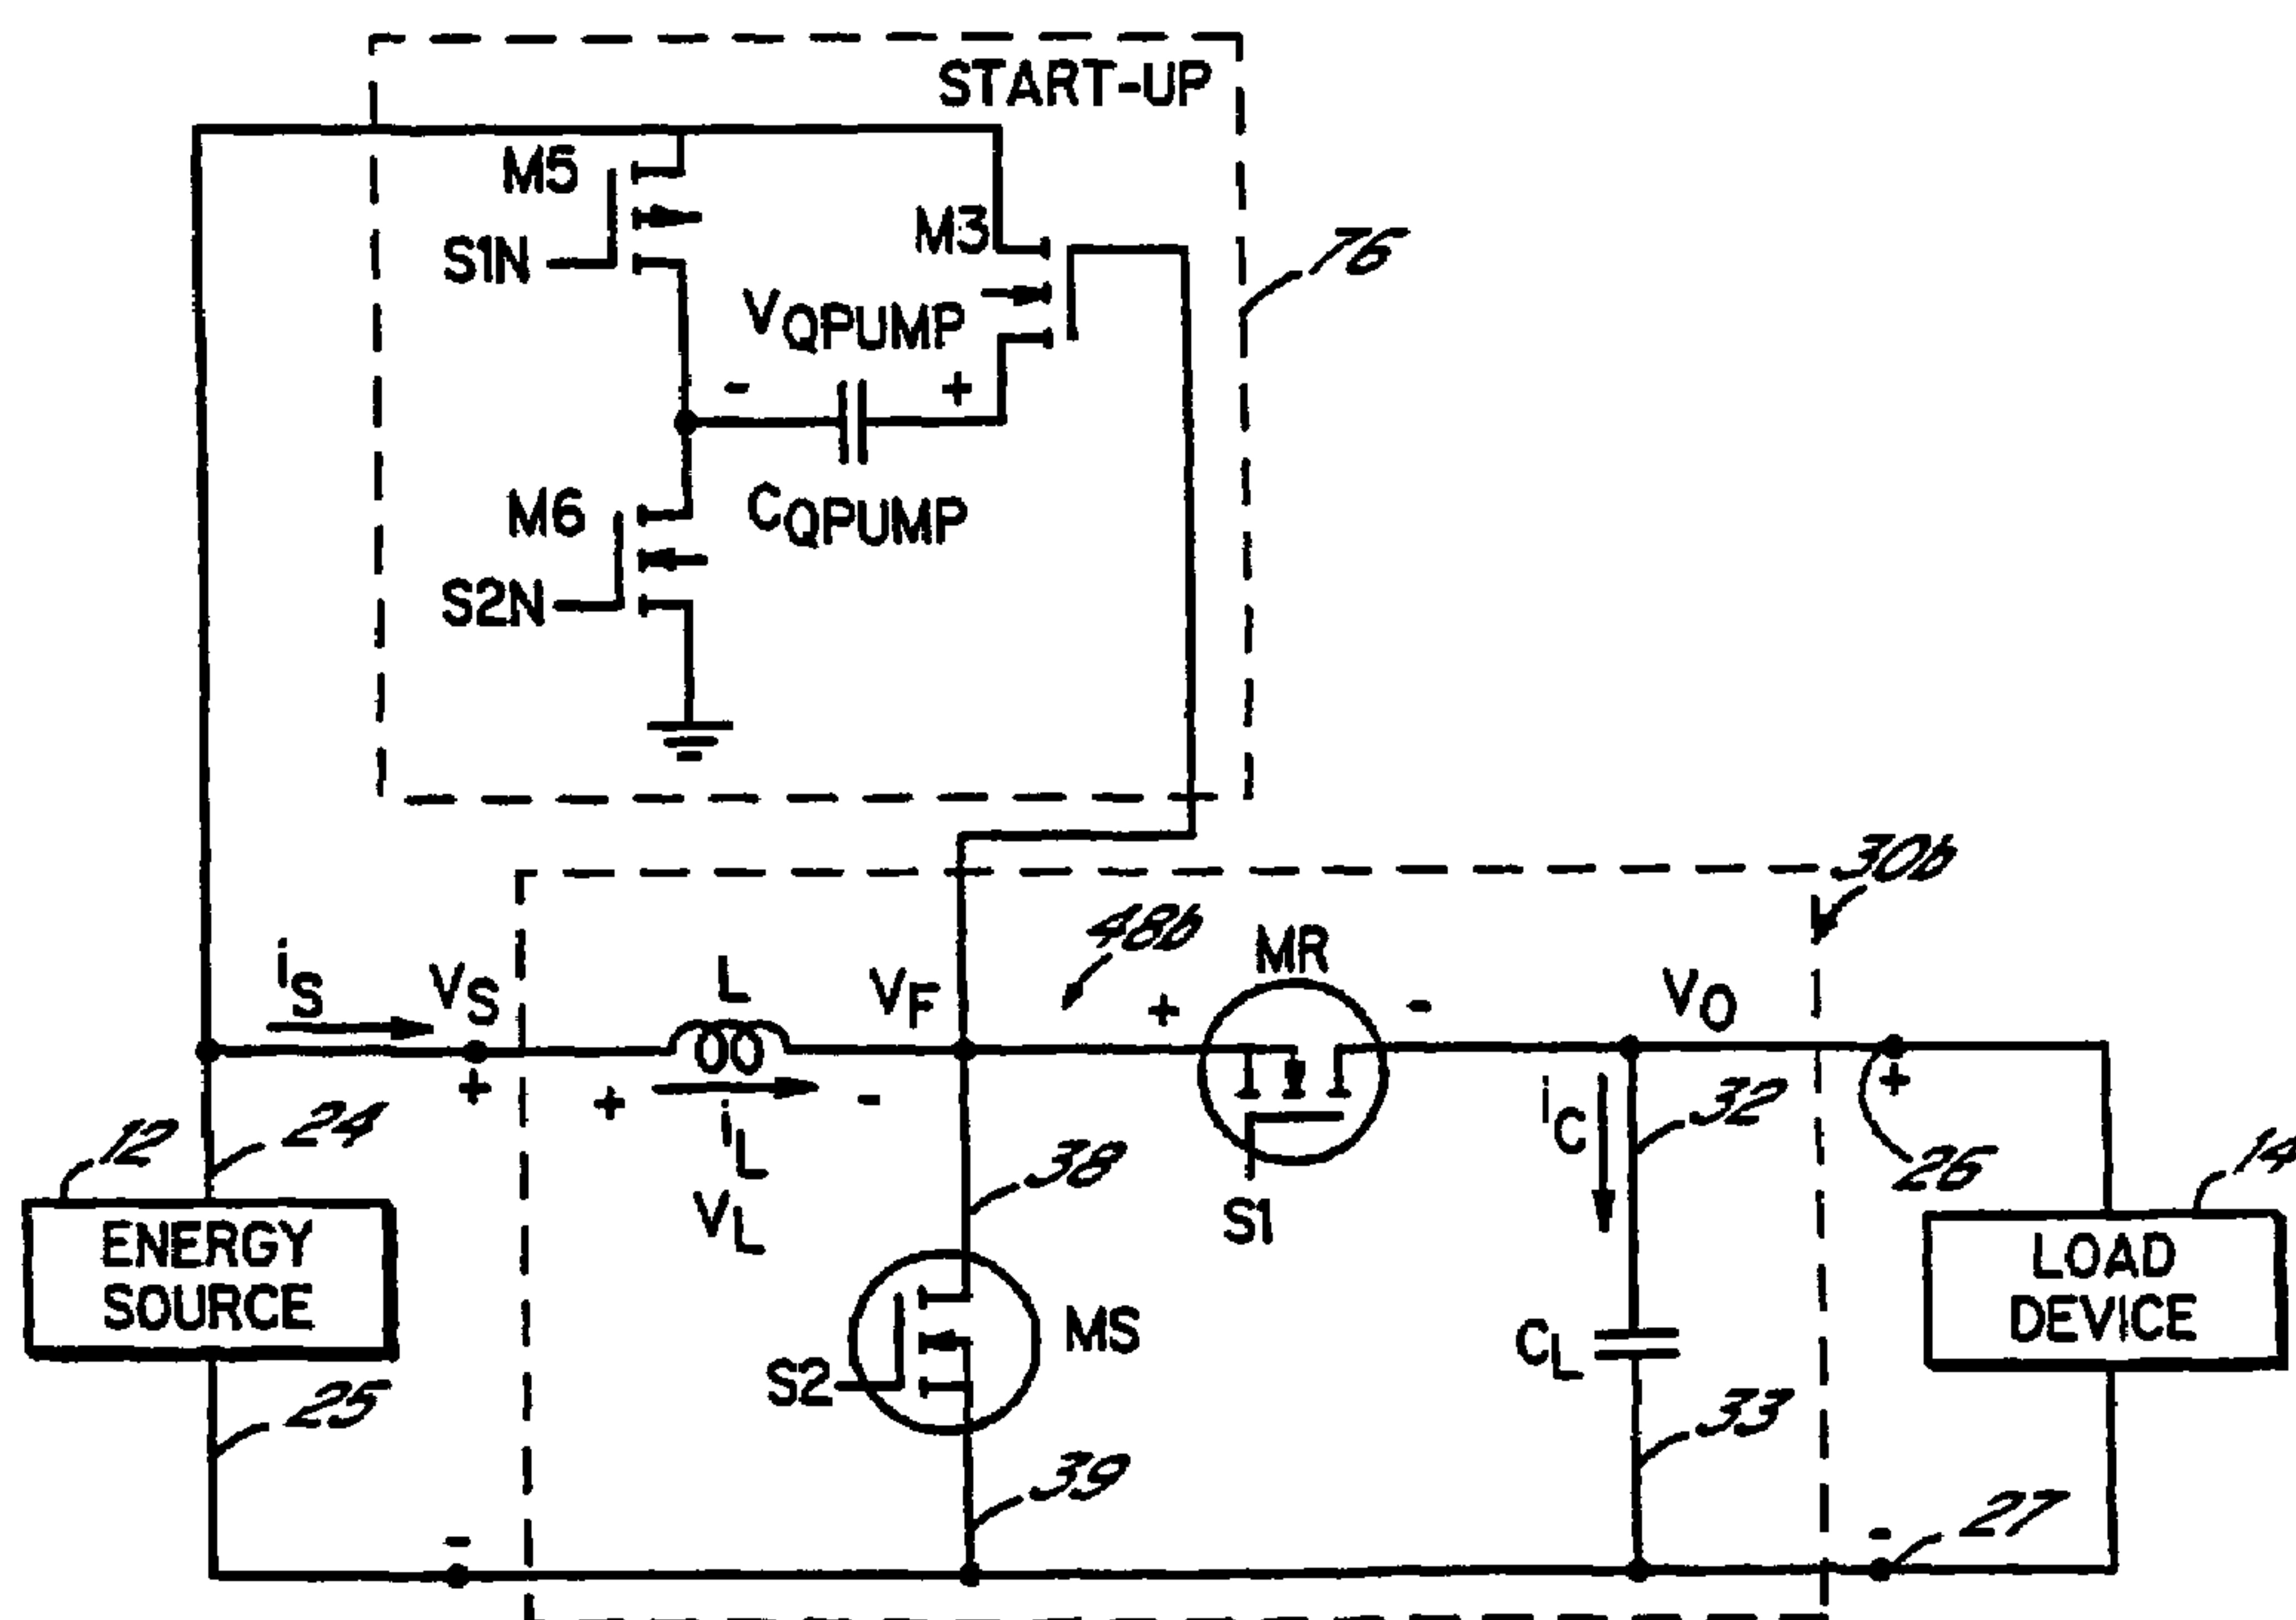 START-UP
M5
S1N
M3
76
VQPUMP
- +
CQPUMP
M6
S2N
30b
48b
MR
iS
VS
L
VF
+ -
VO
+
+ -
iL
VL
iC
32
+
26
12
24
38
14
ENERGY
SOURCE
S1
LOAD
DEVICE
MS
CL
S2
25
33
39
27
-
-